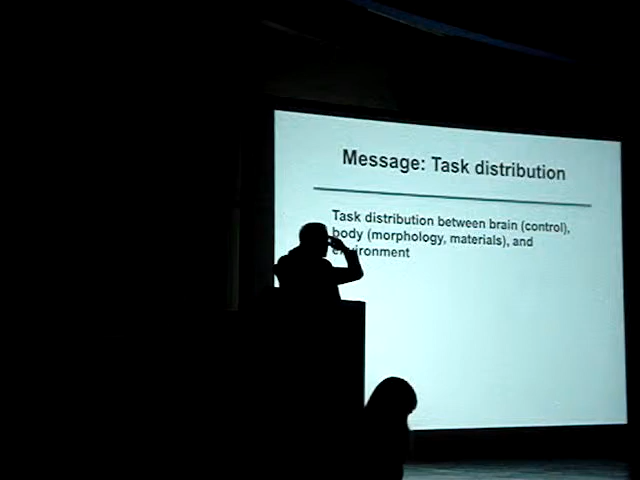 Message: Task distribution
Task distribution between brain (control),
body (morphology, materials), and
environment